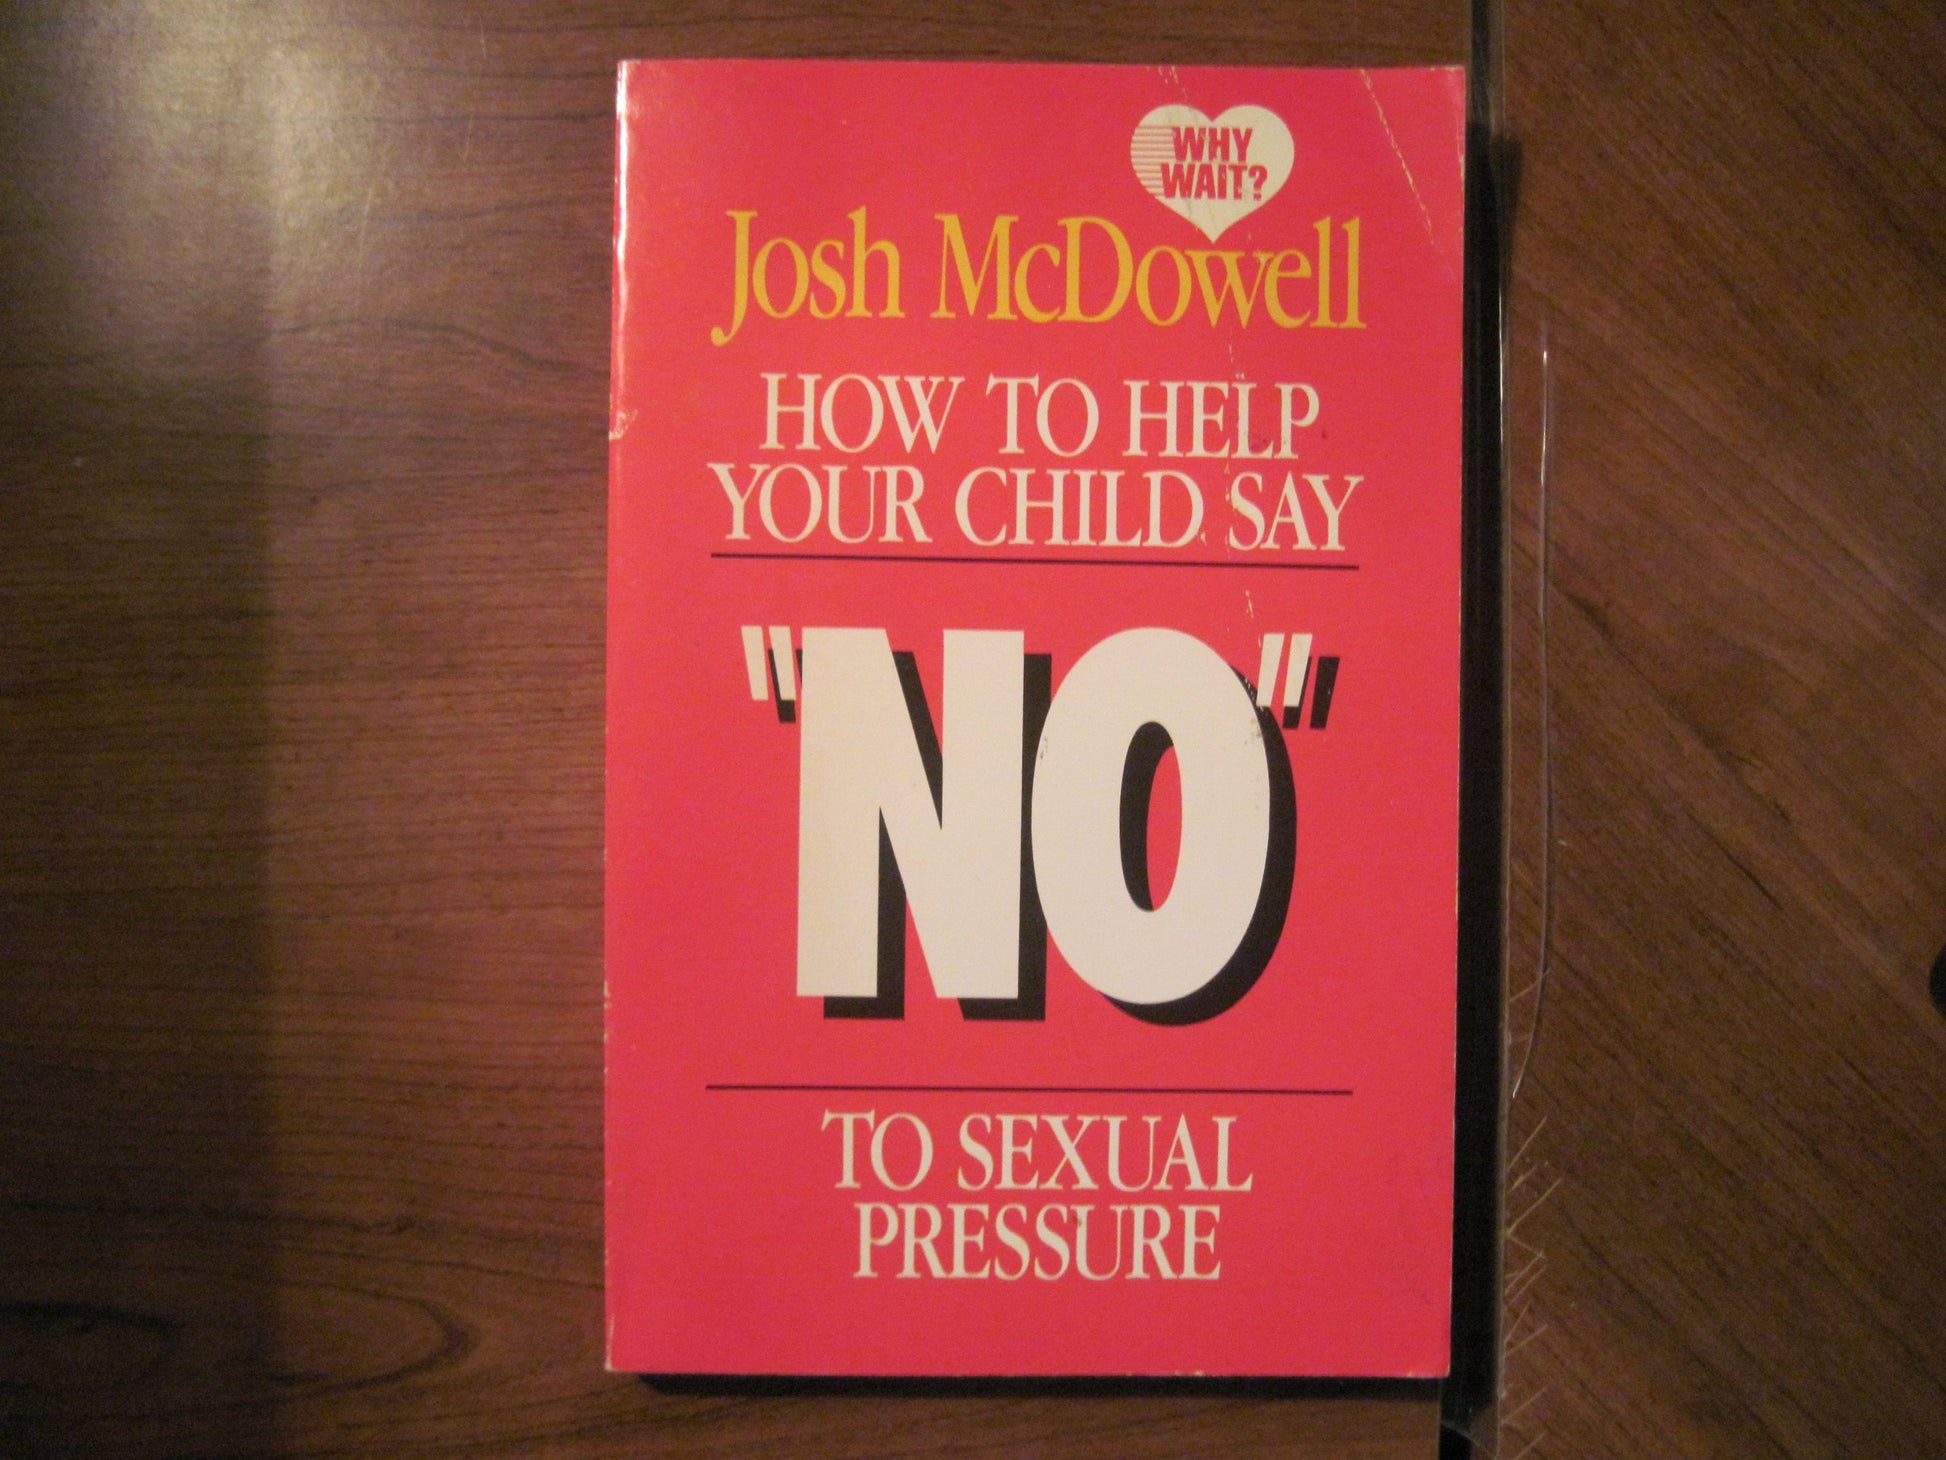 WHY
WAIT?
Josh McDowell
HOW TO HELP
YOUR CHILD SAY
"NO"
TO SEXUAL
PRESSURE